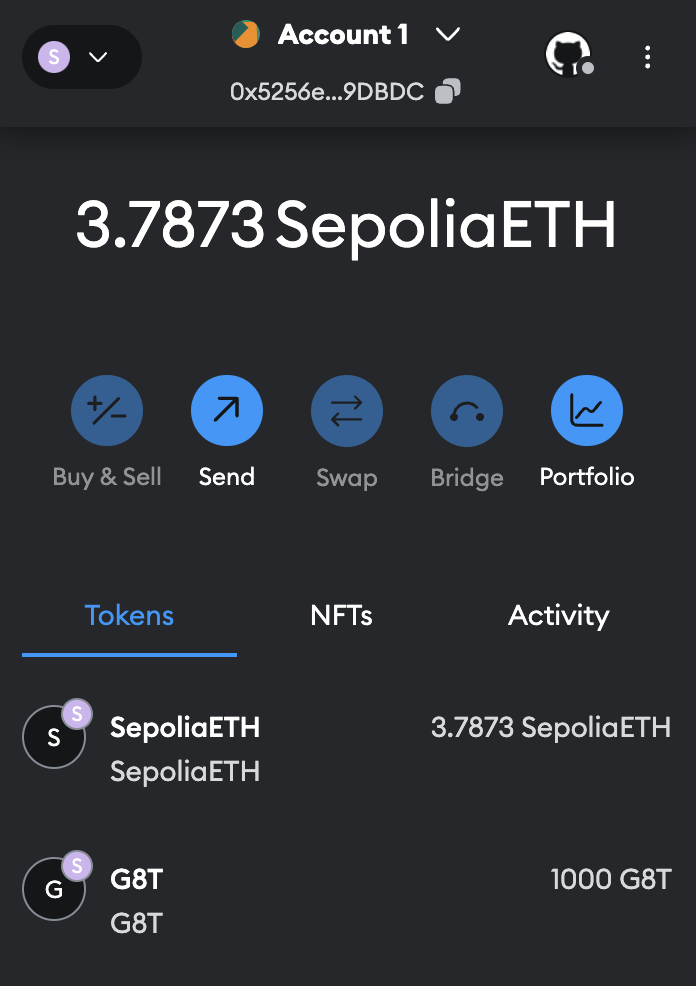 S
Account 1
0x5256e...9DBDC
3.7873 SepoliaETH
Buy & Sell
Send
Swap
Bridge
Portfolio
Tokens
NFTs
Activity
S
S
SepoliaETH
3.7873 SepoliaETH
SepoliaETH
S
G
G8T
1000 G8T
G8T